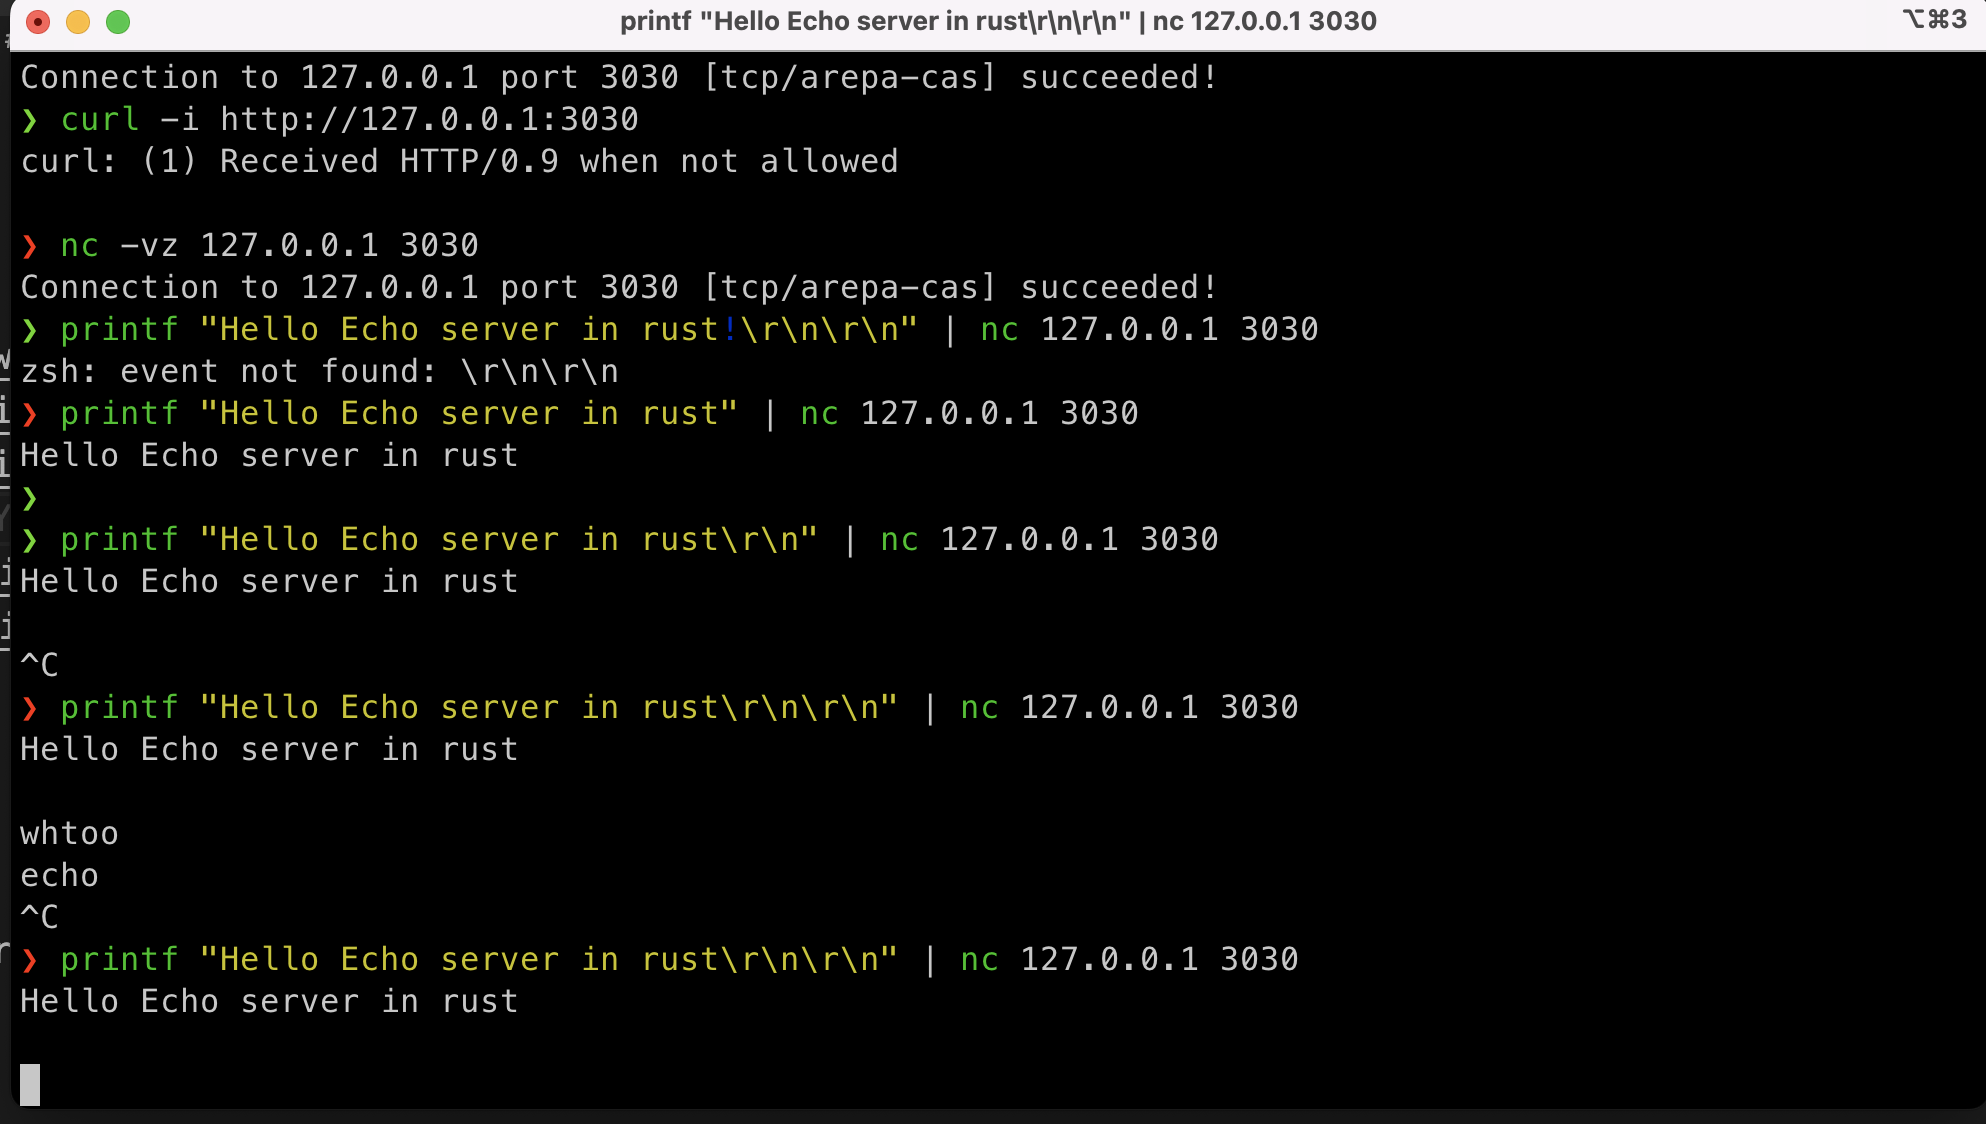 printf "Hello Echo server in rust\r\n\r\n" | nc 127.0.0.1 3030
⌥⌘3
Connection to 127.0.0.1 port 3030 [tcp/arepa-cas] succeeded!
❯ curl -i http://127.0.0.1:3030
curl: (1) Received HTTP/0.9 when not allowed
❯ nc -vz 127.0.0.1 3030
Connection to 127.0.0.1 port 3030 [tcp/arepa-cas] succeeded!
❯ printf "Hello Echo server in rust!\r\n\r\n" | nc 127.0.0.1 3030
zsh: event not found: \r\n\r\n
❯ printf "Hello Echo server in rust" | nc 127.0.0.1 3030
Hello Echo server in rust
❯
❯ printf "Hello Echo server in rust\r\n" | nc 127.0.0.1 3030
Hello Echo server in rust
^C
❯ printf "Hello Echo server in rust\r\n\r\n" | nc 127.0.0.1 3030
Hello Echo server in rust
whtoo
echo
^C
❯ printf "Hello Echo server in rust\r\n\r\n" | nc 127.0.0.1 3030
Hello Echo server in rust